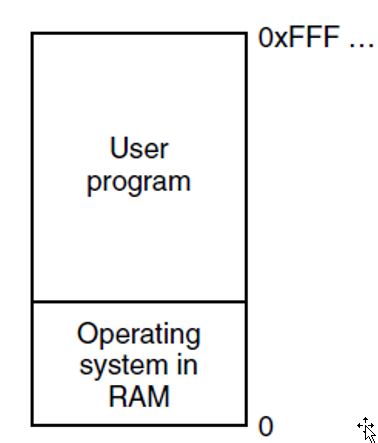 0xFFF ...
User
program
Operating
system in
RAM
0